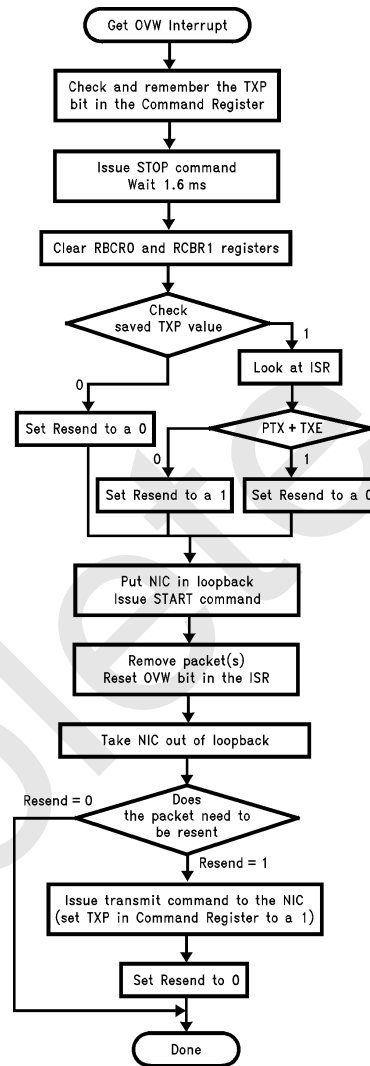 Get OVW Interrupt
Check and remember the TXP
bit in the Command Register
Issue STOP command
Wait 1.6 ms
Clear RBCR0 and RCBR1 registers
Check
saved TXP value
1
Look at ISR
0
Set Resend to a 0
PTX + TXE
0
1
Set Resend to a 1
Set Resend to a 0
Put NIC in loopback
Issue START command
Remove packet(s)
Reset OVW bit in the ISR
Take NIC out of loopback
Resend = 0
Does
the packet need to
be resent
Resend = 1
Issue transmit command to the NIC
(set TXP in Command Register to a 1)
Set Resend to 0
Done